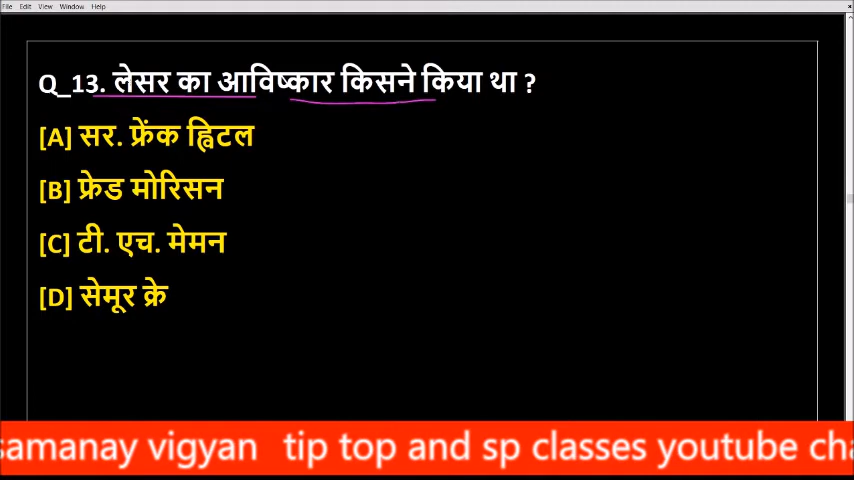 File Edit View Window Help
Q_13. लेसर का आविष्कार किसने किया था ?
[A] सर. फ्रेंक ह्विटल
[B] फ्रेड मोरिसन
[C] टी. एच. मेमन
[D] सेमूर क्रे
samanay vigyan tip top and sp classes youtube cha